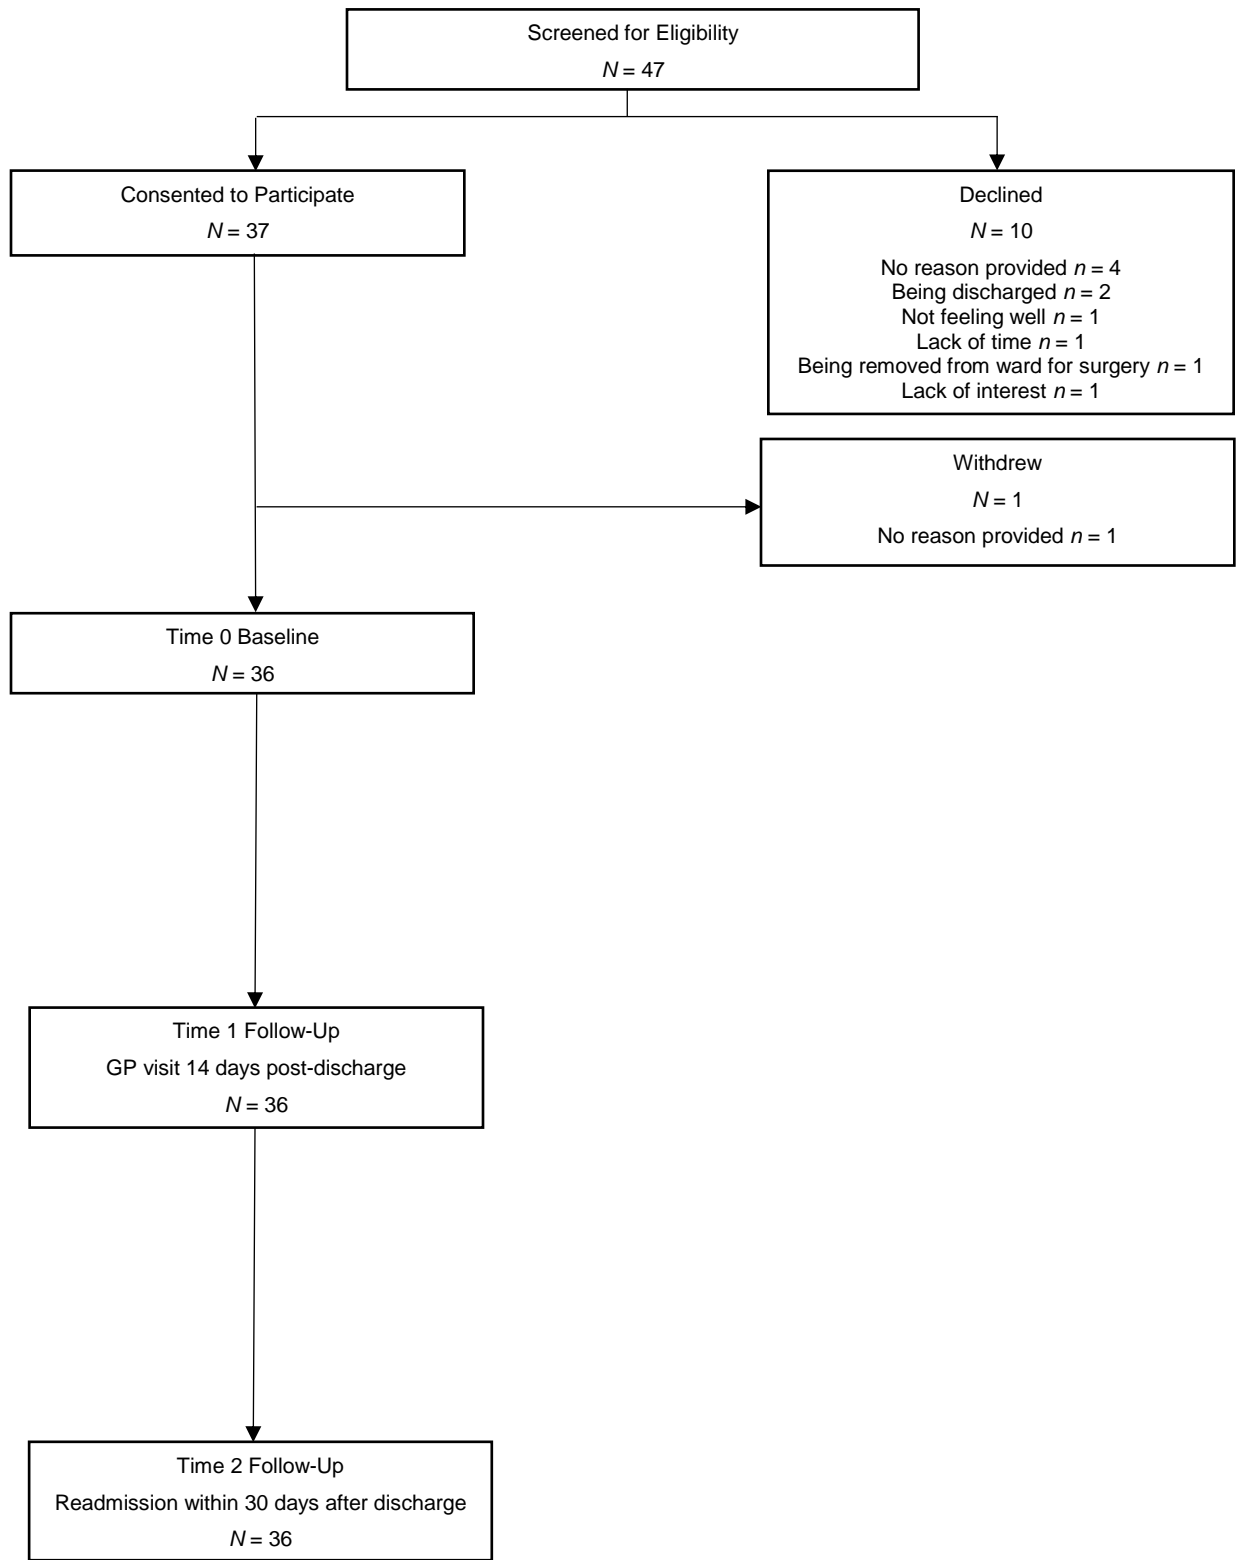 Screened for Eligibility
N = 47
Consented to Participate
N = 37
Declined
N = 10
No reason provided n = 4
Being discharged n = 2
Not feeling well n = 1
Lack of time n = 1
Being removed from ward for surgery n = 1
Lack of interest n = 1
Withdrew
N = 1
No reason provided n = 1
Time 0 Baseline
N = 36
Time 1 Follow-Up
GP visit 14 days post-discharge
N = 36
Time 2 Follow-Up
Readmission within 30 days after discharge
N = 36